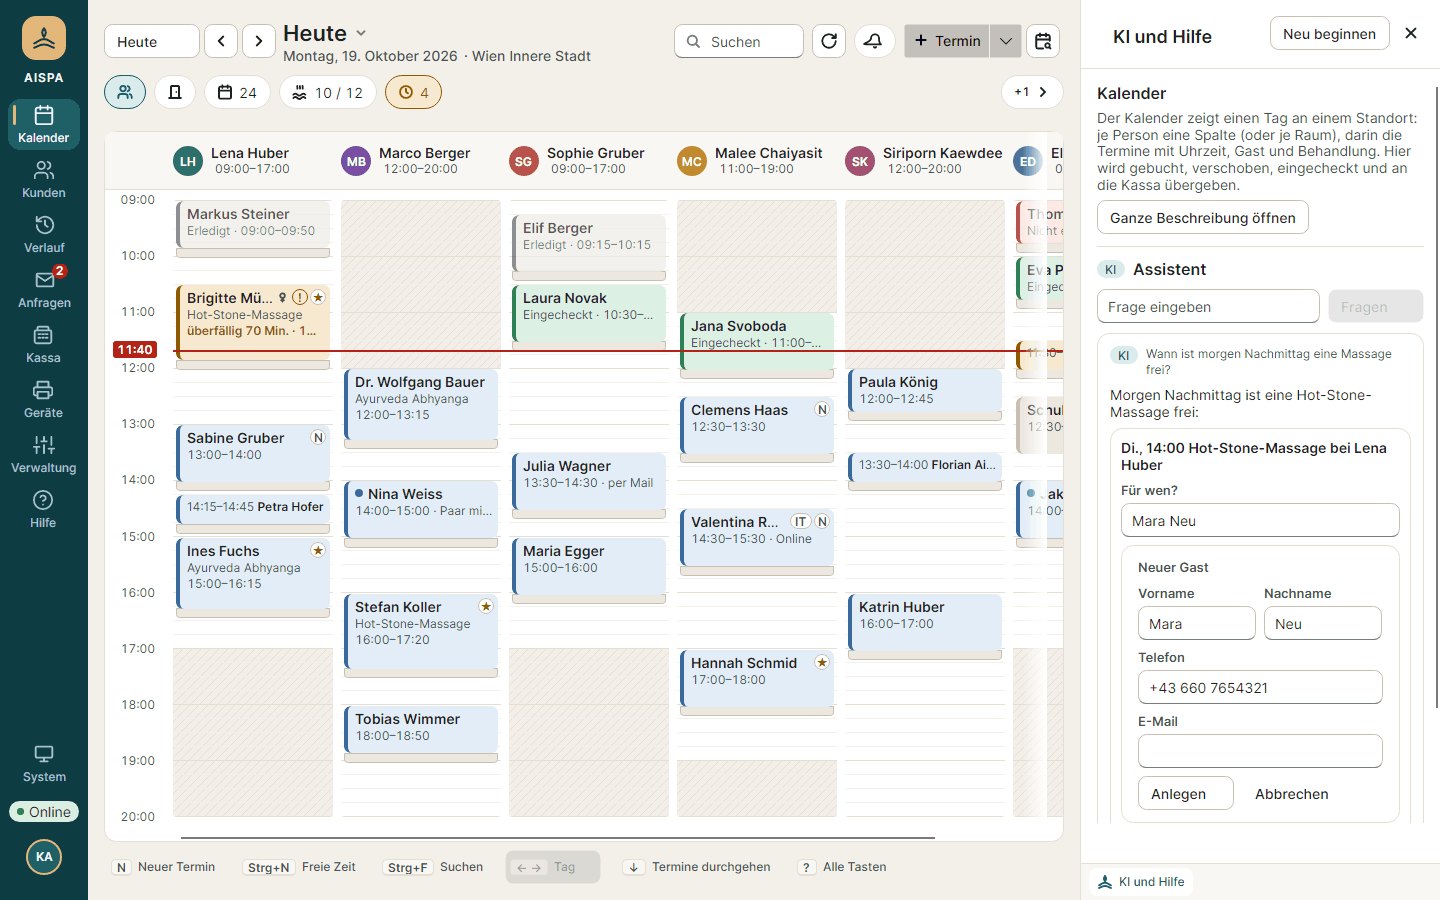 AISPA
Kalender
Kunden
Verlauf
2
Anfragen
Kassa
Geräte
Verwaltung
Hilfe
System
Online
KA
Heute
Heute
Montag, 19. Oktober 2026 · Wien Innere Stadt
Suchen
+ Termin
24
10 / 12
4
+1
LH
Lena Huber
09:00–17:00
MB
Marco Berger
12:00–20:00
SG
Sophie Gruber
09:00–17:00
MC
Malee Chaiyasit
11:00–19:00
SK
Siriporn Kaewdee
12:00–20:00
ED
09:00
10:00
11:00
11:40
12:00
13:00
14:00
15:00
16:00
17:00
18:00
19:00
20:00
Markus Steiner
Erledigt · 09:00–09:50
Brigitte Mü...
Hot-Stone-Massage
überfällig 70 Min. · 1...
Sabine Gruber N
13:00–14:00
14:15–14:45 Petra Hofer
Ines Fuchs
Ayurveda Abhyanga
15:00–16:15
Dr. Wolfgang Bauer
Ayurveda Abhyanga
12:00–13:15
Nina Weiss
14:00–15:00 · Paar mi...
Stefan Koller
Hot-Stone-Massage
16:00–17:20
Tobias Wimmer
18:00–18:50
Elif Berger
Erledigt · 09:15–10:15
Laura Novak
Eingecheckt · 10:30–...
Julia Wagner
13:30–14:30 · per Mail
Maria Egger
15:00–16:00
Jana Svoboda
Eingecheckt · 11:00–...
Clemens Haas N
12:30–13:30
Valentina R... IT N
14:30–15:30 · Online
Hannah Schmid
17:00–18:00
Paula König
12:00–12:45
13:30–14:00 Florian Ai...
Katrin Huber
16:00–17:00
Eva P
N Neuer Termin
Strg+N Freie Zeit
Strg+F Suchen
← → Tag
↓ Termine durchgehen
? Alle Tasten
KI und Hilfe
Neu beginnen
Kalender
Der Kalender zeigt einen Tag an einem Standort:
je Person eine Spalte (oder je Raum), darin die
Termine mit Uhrzeit, Gast und Behandlung. Hier
wird gebucht, verschoben, eingecheckt und an
die Kassa übergeben.
Ganze Beschreibung öffnen
KI Assistent
Frage eingeben
Fragen
KI Wann ist morgen Nachmittag eine Massage
frei?
Morgen Nachmittag ist eine Hot-Stone-
Massage frei:
Di., 14:00 Hot-Stone-Massage bei Lena
Huber
Für wen?
Mara Neu
Neuer Gast
Vorname Nachname
Mara Neu
Telefon
+43 660 7654321
E-Mail
Anlegen
Abbrechen
KI und Hilfe